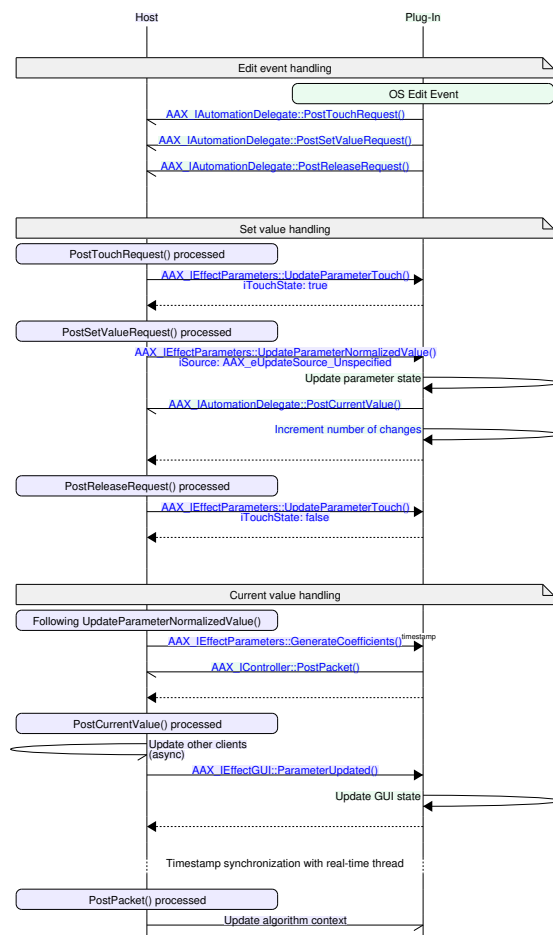 Host
Plug-In
Edit event handling
OS Edit Event
AAX_IAutomationDelegate::PostTouchRequest()
AAX_IAutomationDelegate::PostSetValueRequest()
AAX_IAutomationDelegate::PostReleaseRequest()
Set value handling
PostTouchRequest() processed
AAX_IEffectParameters::UpdateParameterTouch()
iTouchState: true
PostSetValueRequest() processed
AAX_IEffectParameters::UpdateParameterNormalizedValue()
iSource: AAX_eUpdateSource_Unspecified
Update parameter state
AAX_IAutomationDelegate::PostCurrentValue()
Increment number of changes
PostReleaseRequest() processed
AAX_IEffectParameters::UpdateParameterTouch()
iTouchState: false
Current value handling
Following UpdateParameterNormalizedValue()
AAX_IEffectParameters::GenerateCoefficients()timestamp
AAX_IController::PostPacket()
PostCurrentValue() processed
Update other clients
(async)
AAX_IEffectGUI::ParameterUpdated()
Update GUI state
Timestamp synchronization with real-time thread
PostPacket() processed
Update algorithm context